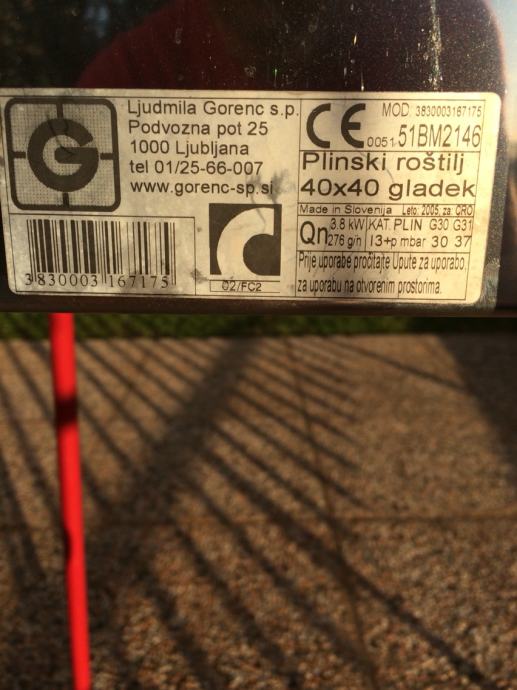 G
Ljudmila Gorenc s.p.
Podvozna pot 25
1000 Ljubljana
tel 01/25-66-007
www.gorenc-sp.si
3 830003 167175
02/FC2
CE
MOD: 3830003167175
0051 51BM2146
Plinski roštilj
40x40 gladek
Made in Slovenija Leto: 2005, za: CRO
Qn 3.8 kW KAT. PLIN G30 G31
276 g/h I3+p mbar 30 37
Prije uporabe pročitajte Upute za uporabo.
za uporabu na otvorenim prostorima.